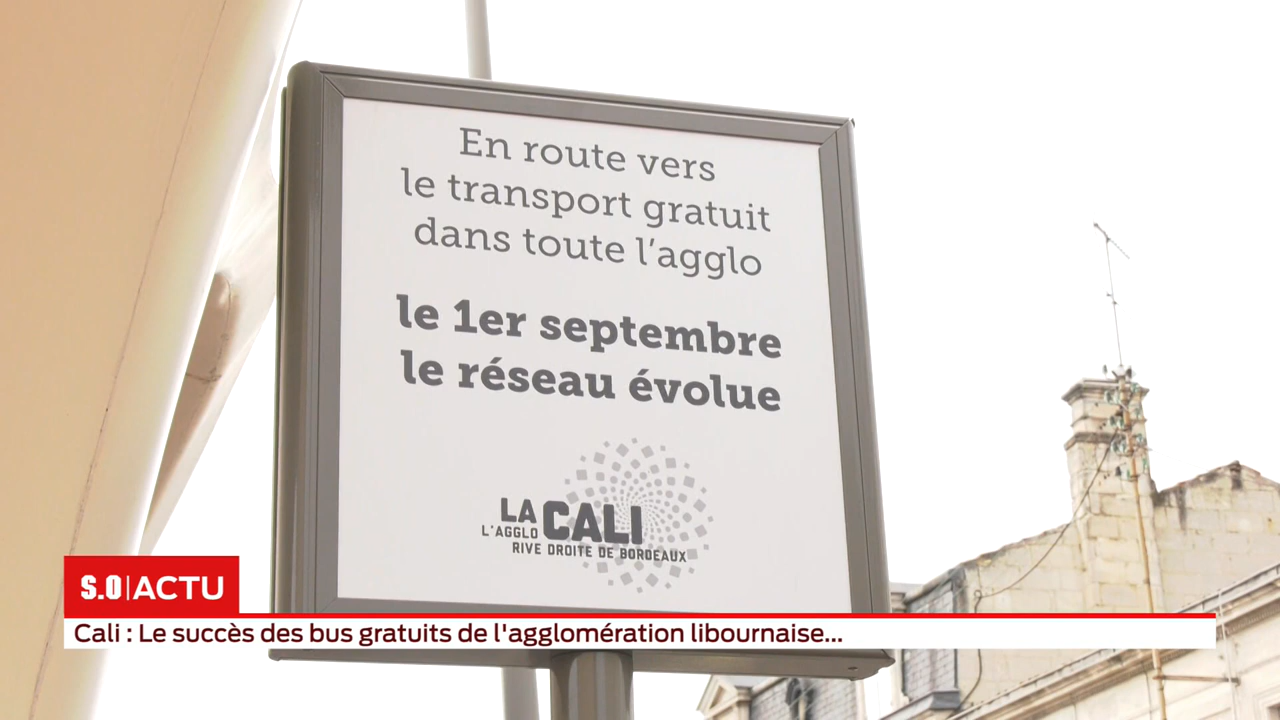 En route vers
le transport gratuit
dans toute l’agglo
le 1er septembre
le réseau évolue
LA CALI
L'AGGLO
RIVE DROITE DE BORDEAUX
S.O|ACTU
Cali : Le succès des bus gratuits de l'agglomération libournaise...